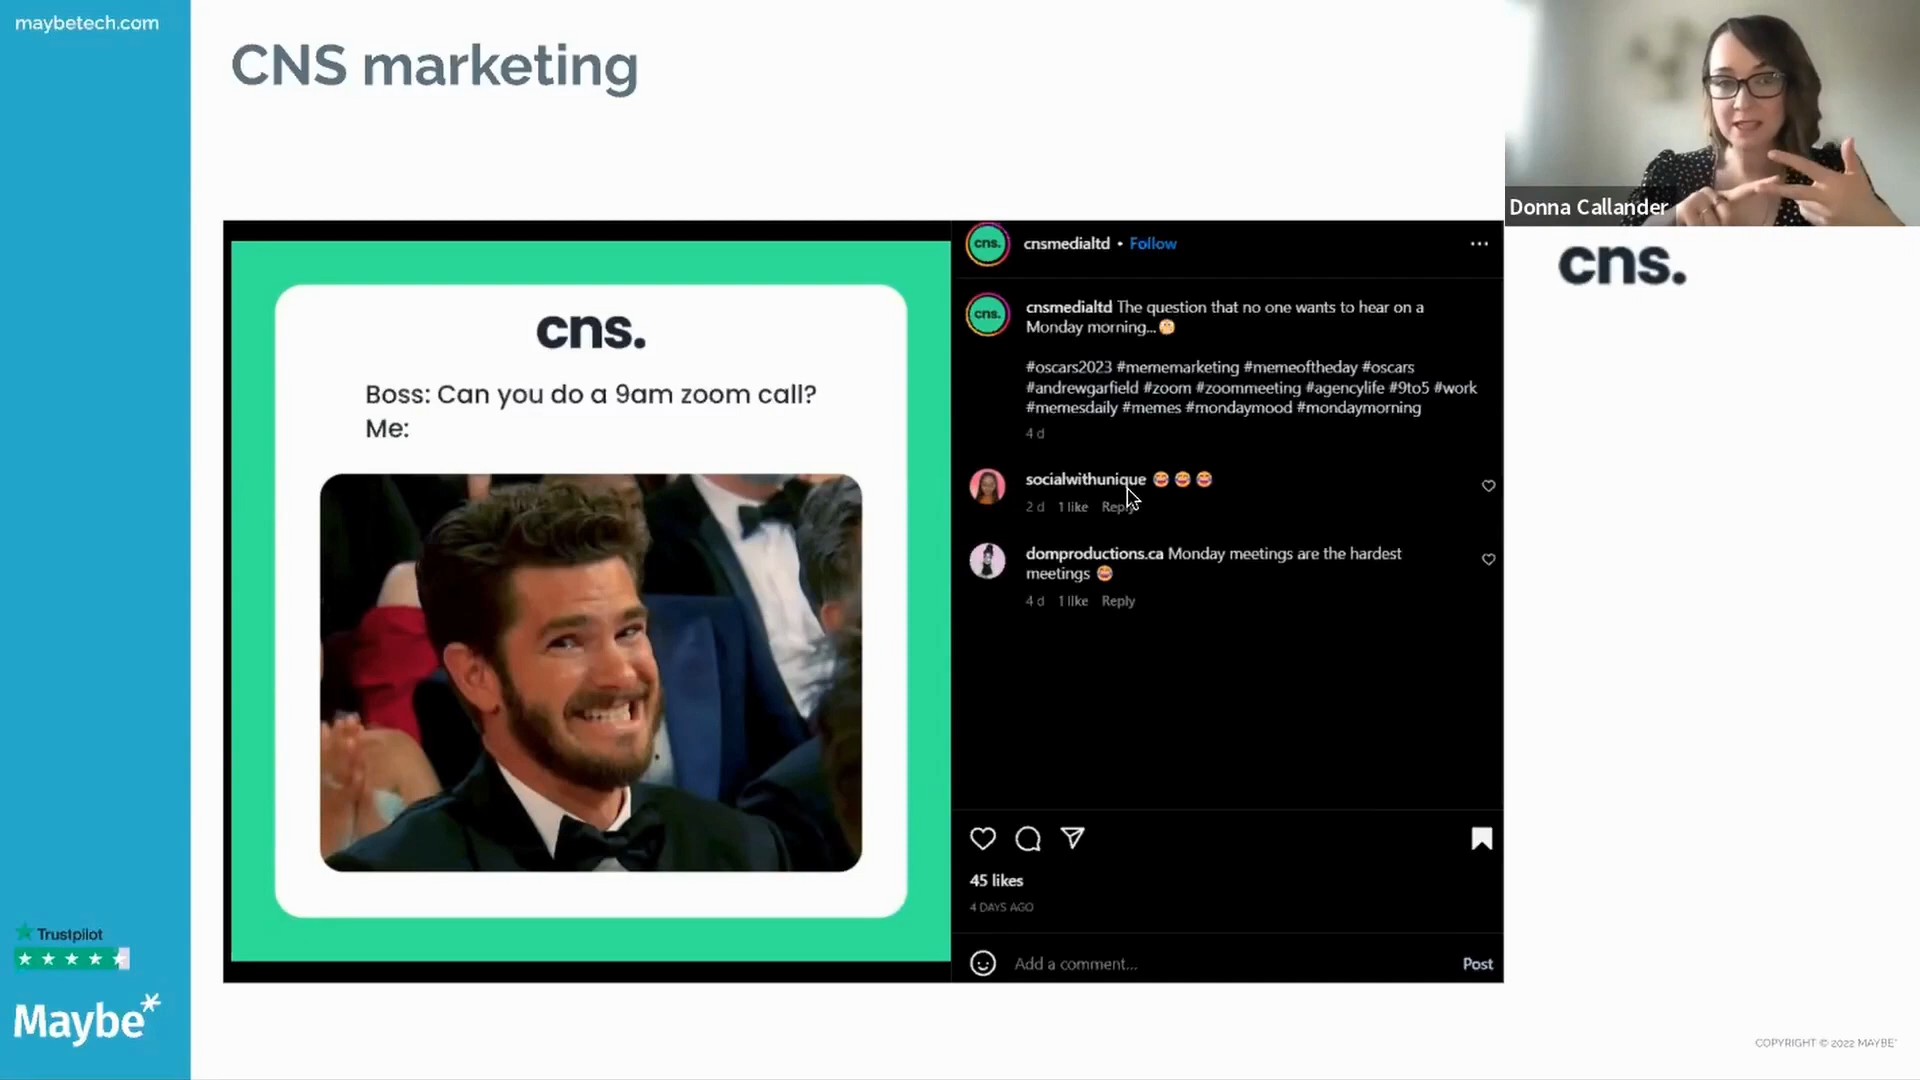 maybetech.com
CNS marketing
Donna Callander
cns.
cns.
Boss: Can you do a 9am zoom call?
Me:
cns.
cnsmedialtd • Follow
cns.
cnsmedialtd The question that no one wants to hear on a
Monday morning...
#oscars2023 #mememarketing #memeoftheday #oscars
#andrewgarfield #zoom #zoommeeting #agencylife #9to5 #work
#memesdaily #memes #mondaymood #mondaymorning
4 d
socialwithunique 😂 😂 😂
2 d 1 like Reply
domproductions.ca Monday meetings are the hardest
meetings 😂
4 d 1 like Reply
45 likes
4 DAYS AGO
Add a comment...
Post
Trustpilot
Maybe*
COPYRIGHT © 2022 MAYBE*